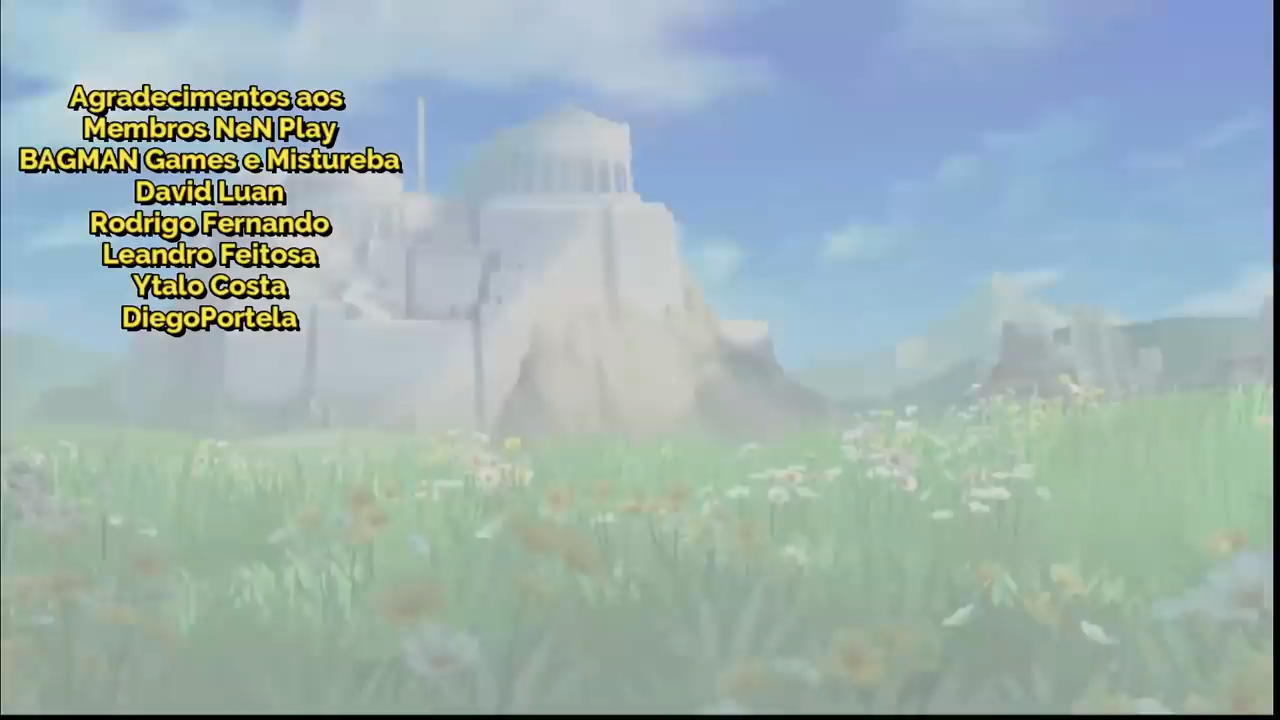 Agradecimentos aos
Membros NeN Play
BAGMAN Games e Mistureba
David Luan
Rodrigo Fernando
Leandro Feitosa
Ytalo Costa
DiegoPortela